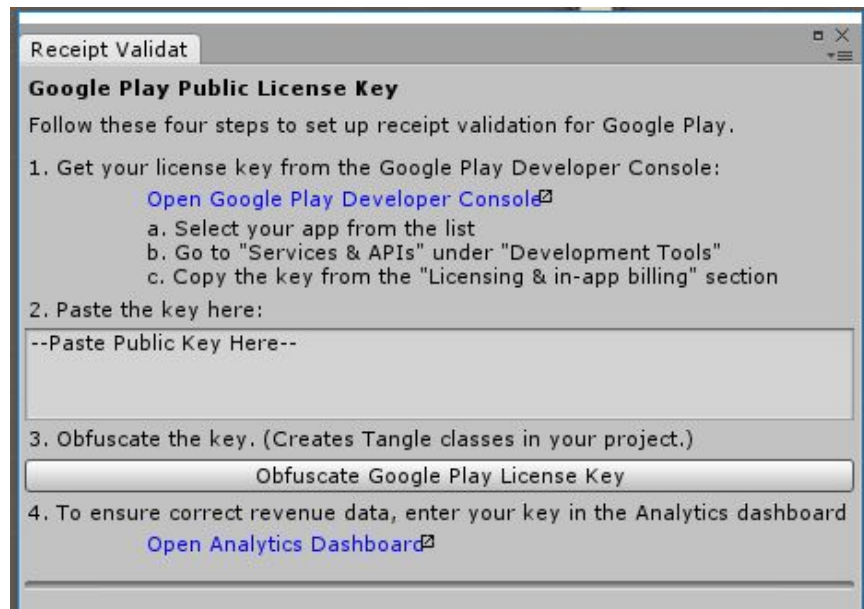 Receipt Validat
Google Play Public License Key
Follow these four steps to set up receipt validation for Google Play.
1. Get your license key from the Google Play Developer Console:
Open Google Play Developer Console
a. Select your app from the list
b. Go to "Services & APIs" under "Development Tools"
c. Copy the key from the "Licensing & in-app billing" section
2. Paste the key here:
--Paste Public Key Here--
3. Obfuscate the key. (Creates Tangle classes in your project.)
Obfuscate Google Play License Key
4. To ensure correct revenue data, enter your key in the Analytics dashboard
Open Analytics Dashboard